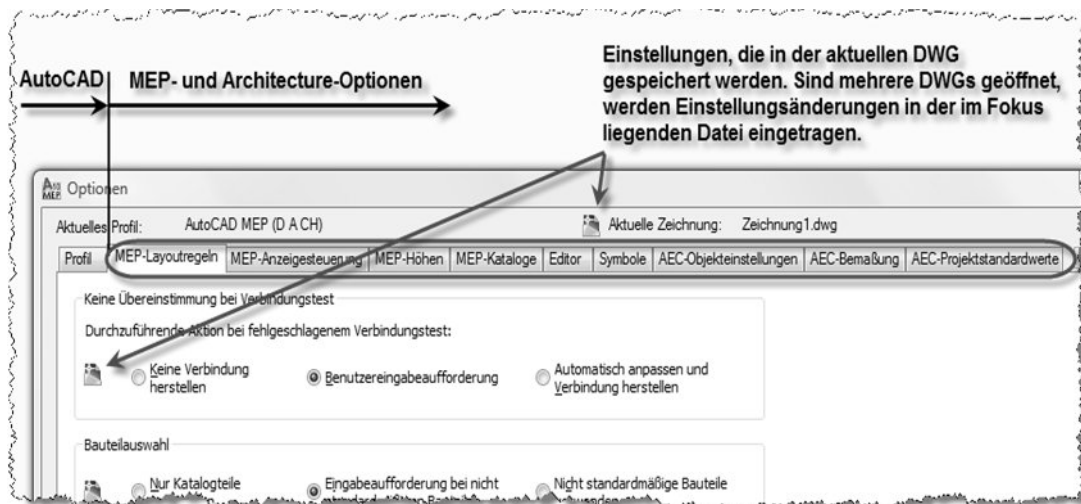 AutoCAD MEP- und Architecture-Optionen
Einstellungen, die in der aktuellen DWG
gespeichert werden. Sind mehrere DWGs geöffnet,
werden Einstellungsänderungen in der im Fokus
liegenden Datei eingetragen.
Optionen
Aktuelles Profil: AutoCAD MEP (D A CH) Aktuelle Zeichnung: Zeichnung1.dwg
Profil MEP-Layoutregeln MEP-Anzeigesteuerung MEP-Höhen MEP-Kataloge Editor Symbole AEC-Objekteinstellungen AEC-Bemaßung AEC-Projektstandardwerte
Keine Übereinstimmung bei Verbindungstest
Durchzuführende Aktion bei fehlgeschlagenem Verbindungstest:
Keine Verbindung herstellen
Benutzereingabeaufforderung
Automatisch anpassen und
Verbindung herstellen
Bauteilauswahl
Nur Katalogteile
Eingabeaufforderung bei nicht
Nicht standardmäßige Bauteile